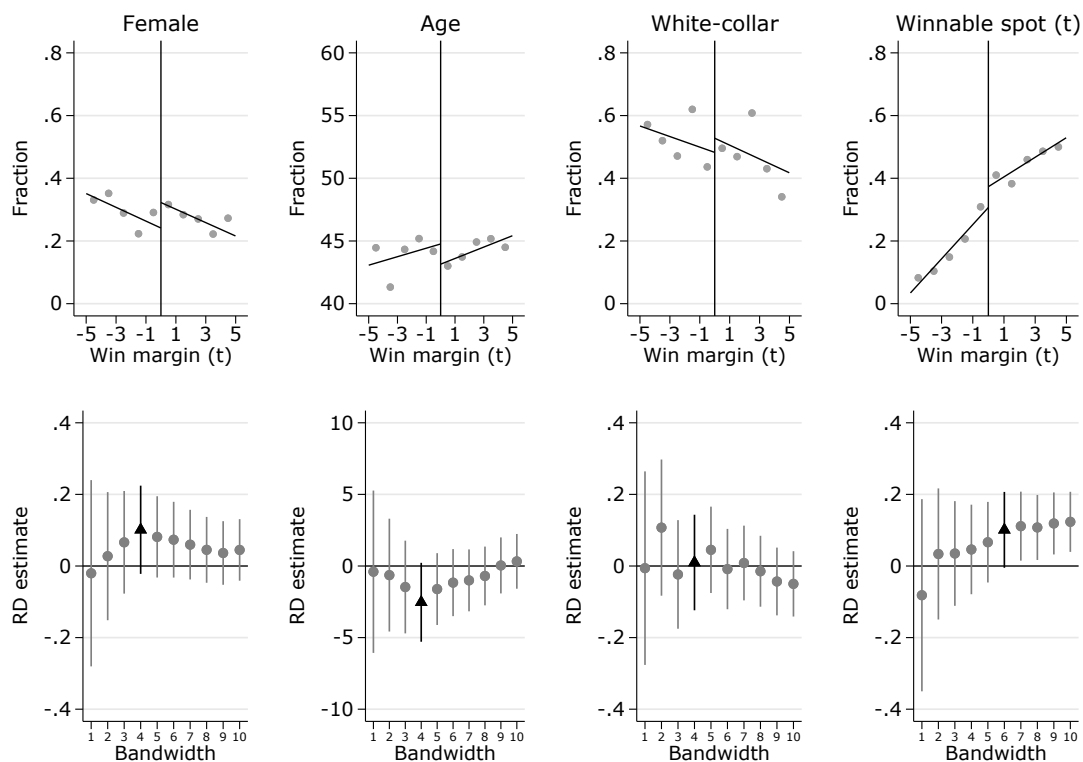 Female
Age
White-collar
Winnable spot (t)
Fraction
.8
.6
.4
.2
0
-5 -3 -1 1 3 5
Win margin (t)
Fraction
60
55
50
45
40
-5 -3 -1 1 3 5
Win margin (t)
Fraction
.8
.6
.4
.2
0
-5 -3 -1 1 3 5
Win margin (t)
Fraction
.8
.6
.4
.2
0
-5 -3 -1 1 3 5
Win margin (t)
RD estimate
.4
.2
0
-.2
-.4
1 2 3 4 5 6 7 8 9 10
Bandwidth
RD estimate
10
5
0
-5
-10
1 2 3 4 5 6 7 8 9 10
Bandwidth
RD estimate
.4
.2
0
-.2
-.4
1 2 3 4 5 6 7 8 9 10
Bandwidth
RD estimate
.4
.2
0
-.2
-.4
1 2 3 4 5 6 7 8 9 10
Bandwidth